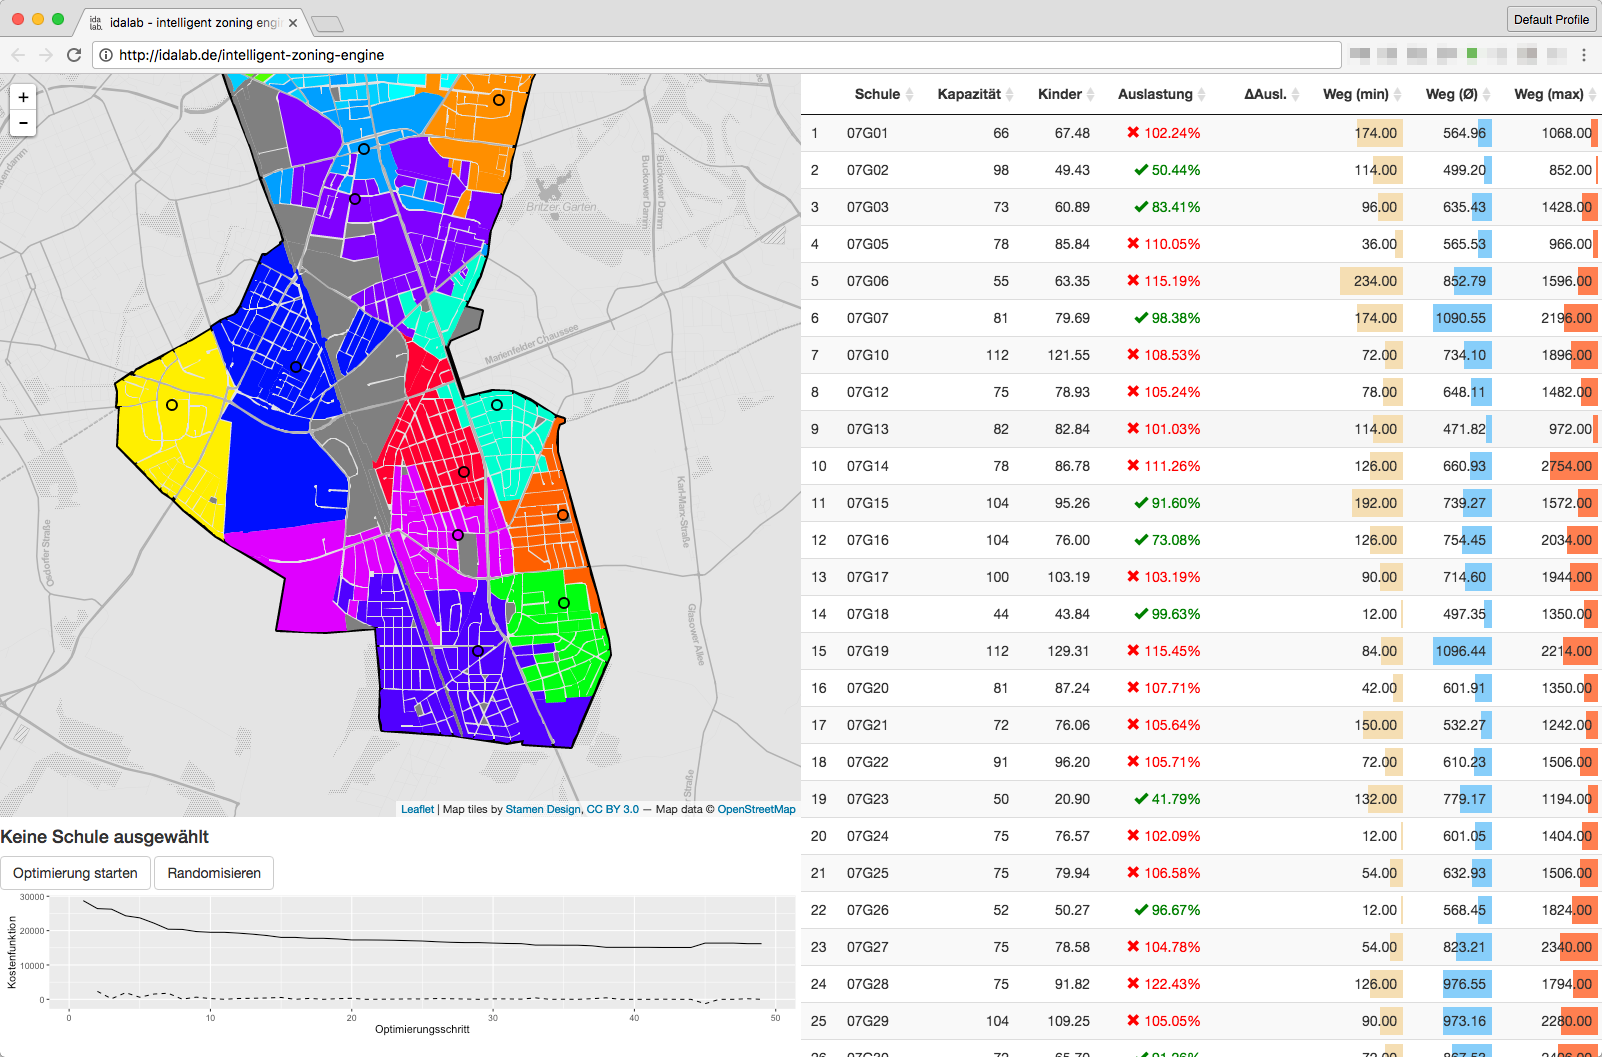 ida lab. idalab - intelligent zoning engi
Default Profile
http://idalab.de/intelligent-zoning-engine
+
−
Britzer Garten
Buckower Damm
Buckower Damm
Marienfelder Chaussee
Karl-Marx-Straße
Osdorfer Straße
Glasower Allee
Straße
Leaflet | Map tiles by Stamen Design, CC BY 3.0 — Map data © OpenStreetMap
Keine Schule ausgewählt
Optimierung starten Randomisieren
Kostenfunktion
30000
20000
10000
0
0 10 20 30 40 50
Optimierungsschritt
Schule Kapazität Kinder Auslastung ΔAusl. Weg (min) Weg (Ø) Weg (max)
1 07G01 66 67.48 ✖ 102.24% 174.00 564.96 1068.00
2 07G02 98 49.43 ✔ 50.44% 114.00 499.20 852.00
3 07G03 73 60.89 ✔ 83.41% 96.00 635.43 1428.00
4 07G05 78 85.84 ✖ 110.05% 36.00 565.53 966.00
5 07G06 55 63.35 ✖ 115.19% 234.00 852.79 1596.00
6 07G07 81 79.69 ✔ 98.38% 174.00 1090.55 2196.00
7 07G10 112 121.55 ✖ 108.53% 72.00 734.10 1896.00
8 07G12 75 78.93 ✖ 105.24% 78.00 648.11 1482.00
9 07G13 82 82.84 ✖ 101.03% 114.00 471.82 972.00
10 07G14 78 86.78 ✖ 111.26% 126.00 660.93 2754.00
11 07G15 104 95.26 ✔ 91.60% 192.00 739.27 1572.00
12 07G16 104 76.00 ✔ 73.08% 126.00 754.45 2034.00
13 07G17 100 103.19 ✖ 103.19% 90.00 714.60 1944.00
14 07G18 44 43.84 ✔ 99.63% 12.00 497.35 1350.00
15 07G19 112 129.31 ✖ 115.45% 84.00 1096.44 2214.00
16 07G20 81 87.24 ✖ 107.71% 42.00 601.91 1350.00
17 07G21 72 76.06 ✖ 105.64% 150.00 532.27 1242.00
18 07G22 91 96.20 ✖ 105.71% 72.00 610.23 1506.00
19 07G23 50 20.90 ✔ 41.79% 132.00 779.17 1194.00
20 07G24 75 76.57 ✖ 102.09% 12.00 601.05 1404.00
21 07G25 75 79.94 ✖ 106.58% 54.00 632.93 1506.00
22 07G26 52 50.27 ✔ 96.67% 12.00 568.45 1824.00
23 07G27 75 78.58 ✖ 104.78% 54.00 823.21 2340.00
24 07G28 75 91.82 ✖ 122.43% 126.00 976.55 1794.00
25 07G29 104 109.25 ✖ 105.05% 90.00 973.16 2280.00